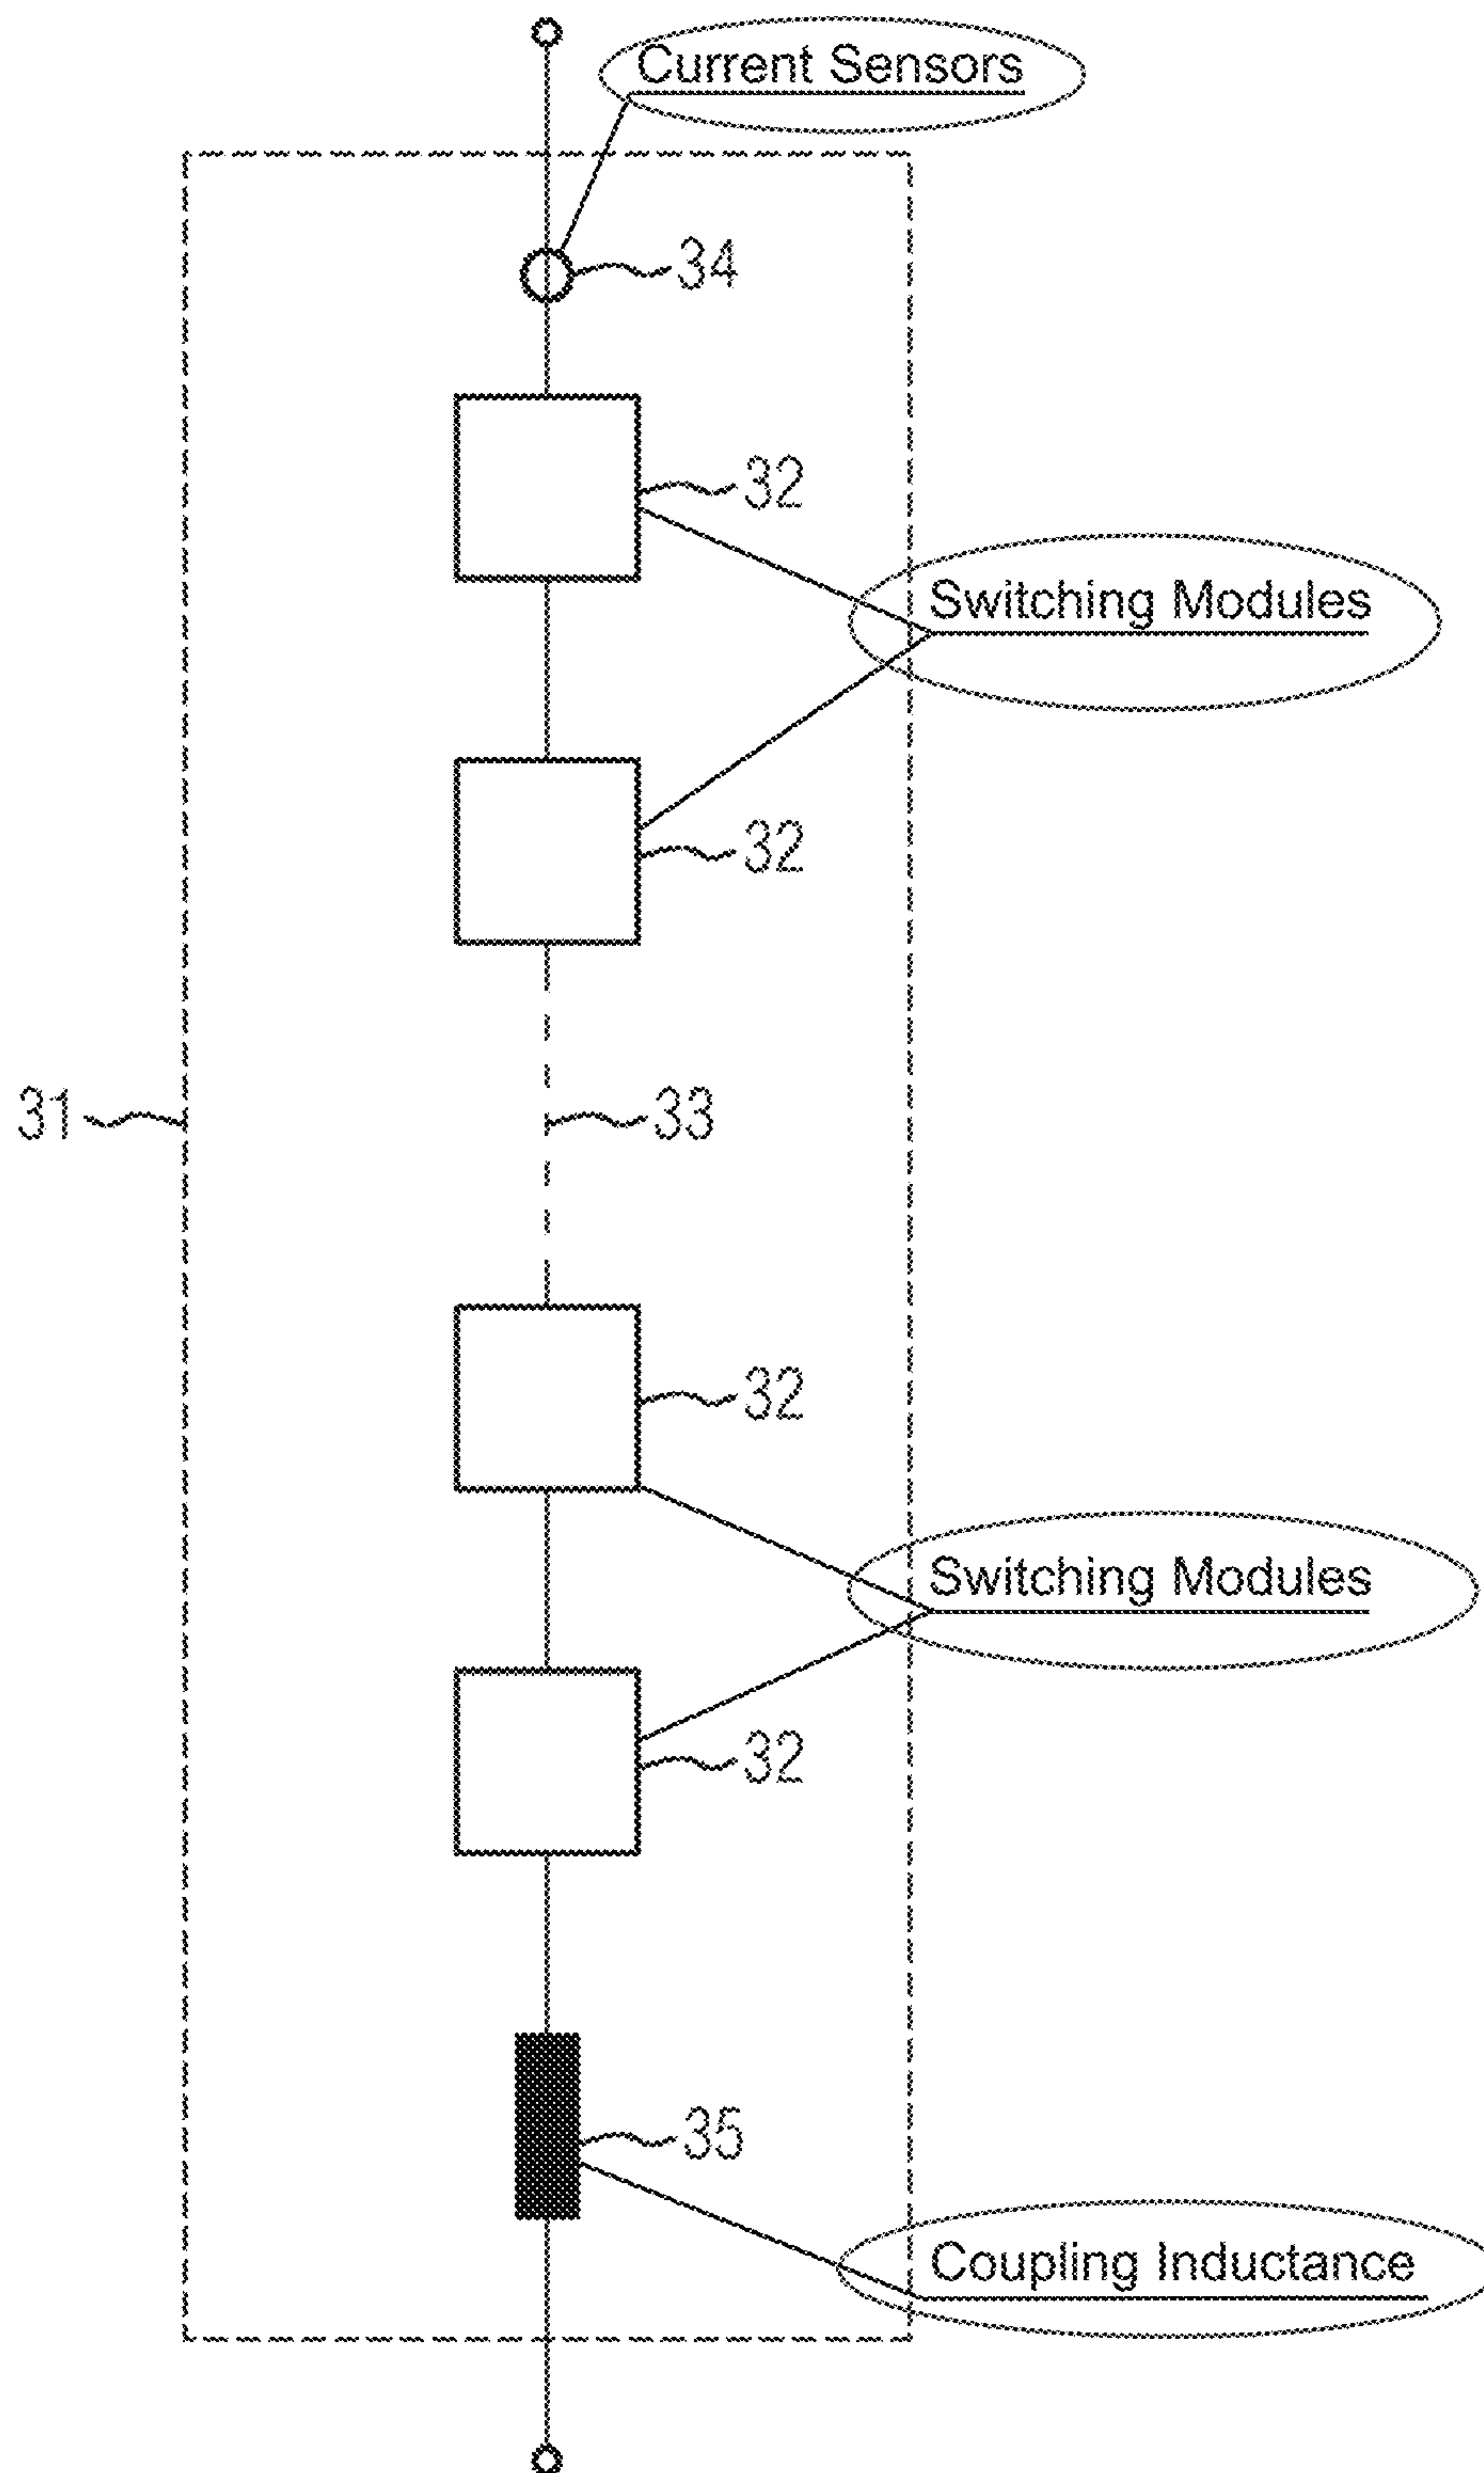 Current Sensors
34
32
Switching Modules
32
31
33
32
Switching Modules
32
35
Coupling Inductance